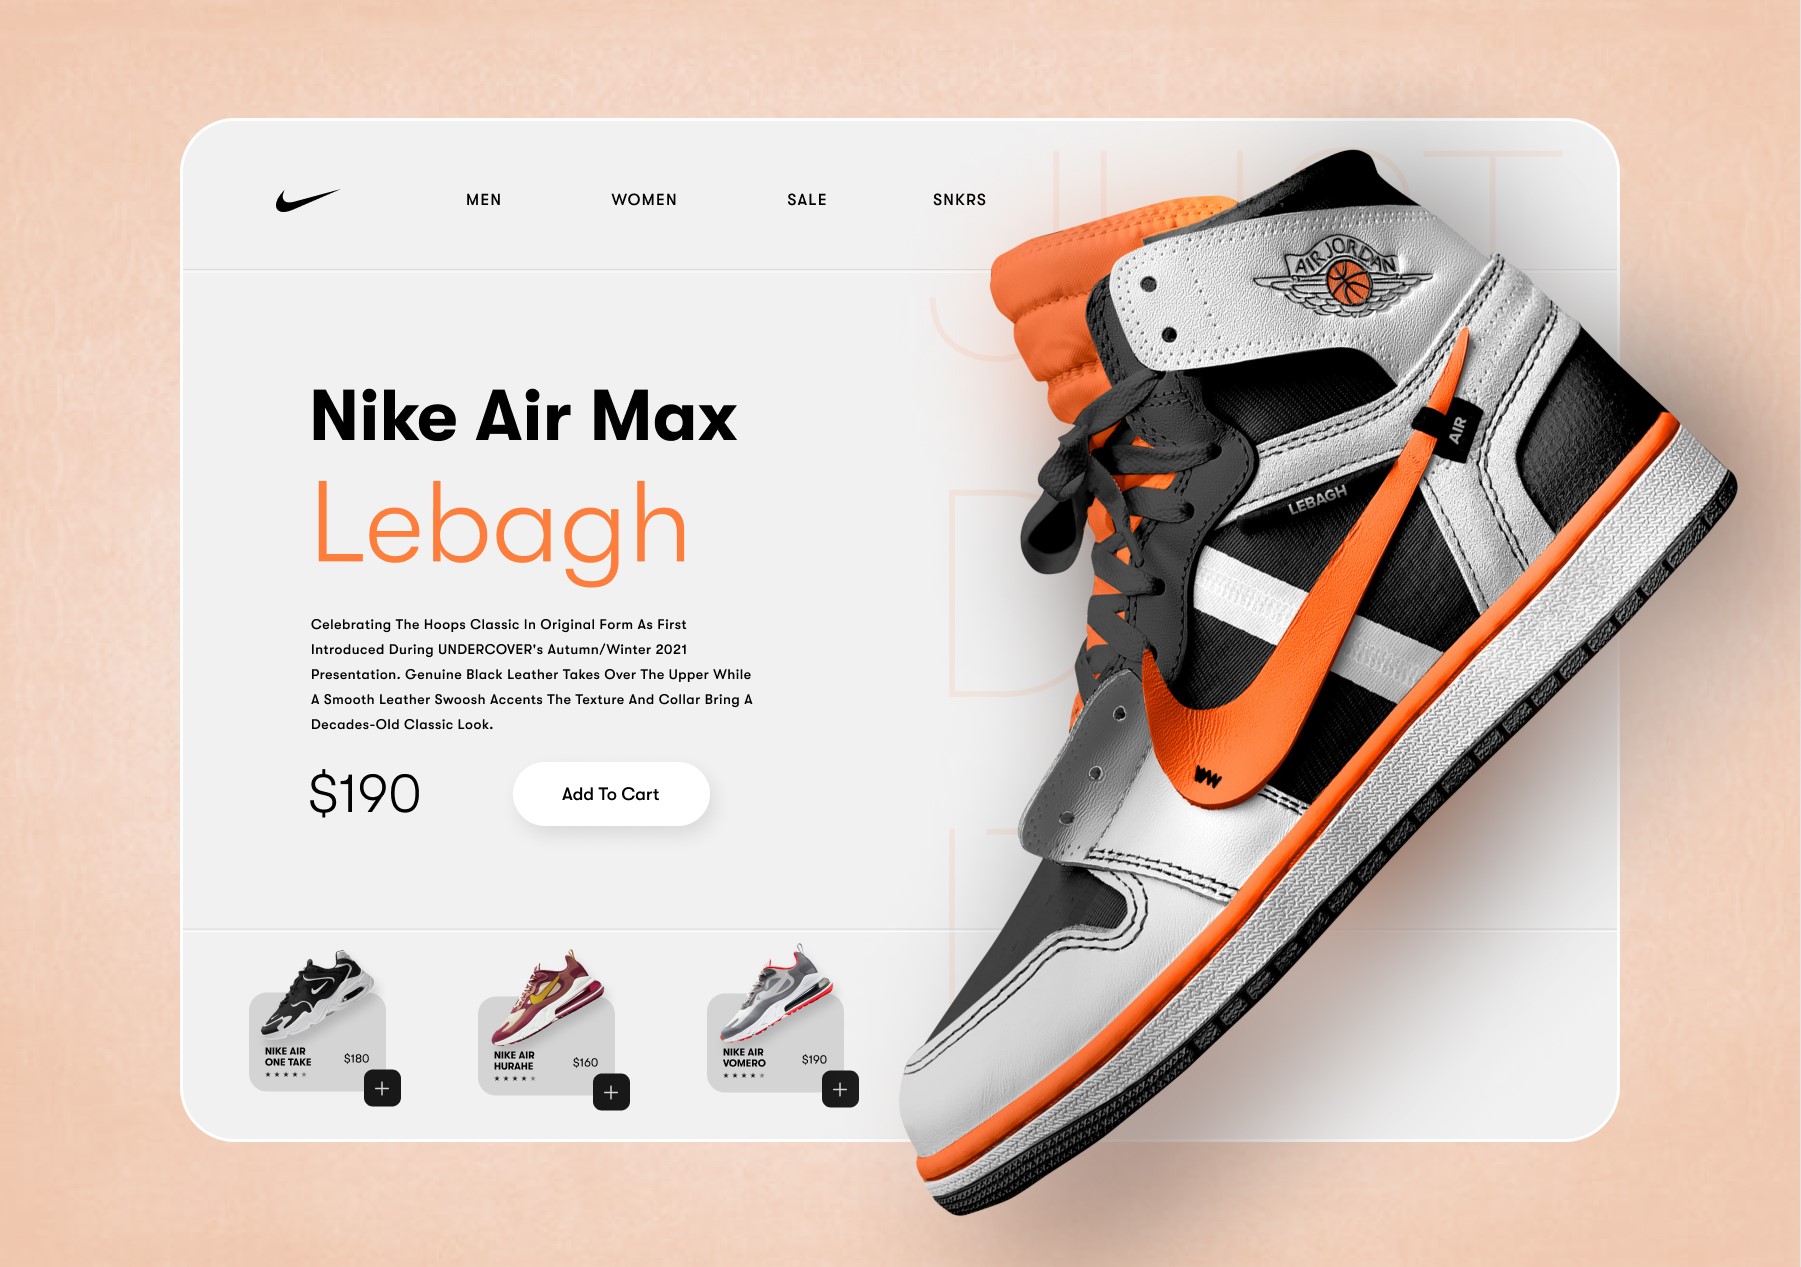 MEN
WOMEN
SALE
SNKRS
JUST
Nike Air Max
Lebagh
Celebrating The Hoops Classic In Original Form As First
Introduced During UNDERCOVER's Autumn/Winter 2021
Presentation. Genuine Black Leather Takes Over The Upper While
A Smooth Leather Swoosh Accents The Texture And Collar Bring A
Decades-Old Classic Look.
$190
Add To Cart
AIR JORDAN
AIR
LEBAGH
NIKE AIR
ONE TAKE
$180
NIKE AIR
HURAHE
$160
NIKE AIR
VOMERO
$190